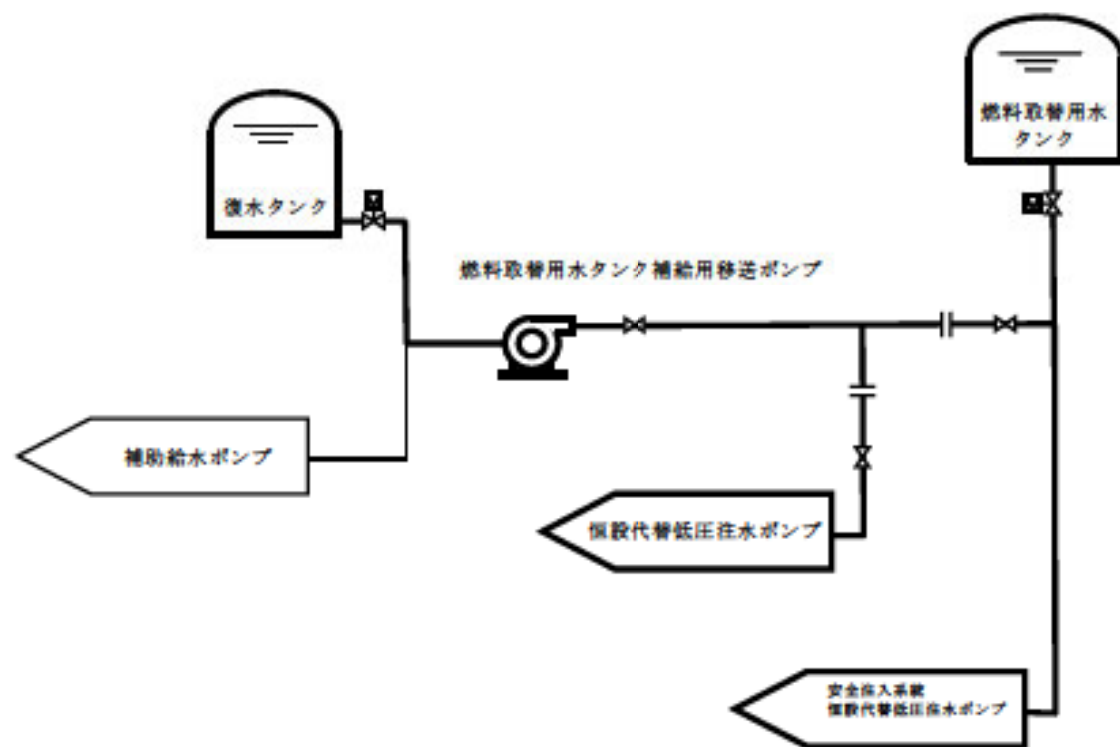 燃料取替用水
タンク
復水タンク
燃料取替用水タンク補給用移送ポンプ
補助給水ポンプ
恒設代替低圧注水ポンプ
安全注入系統
恒設代替低圧注水ポンプ